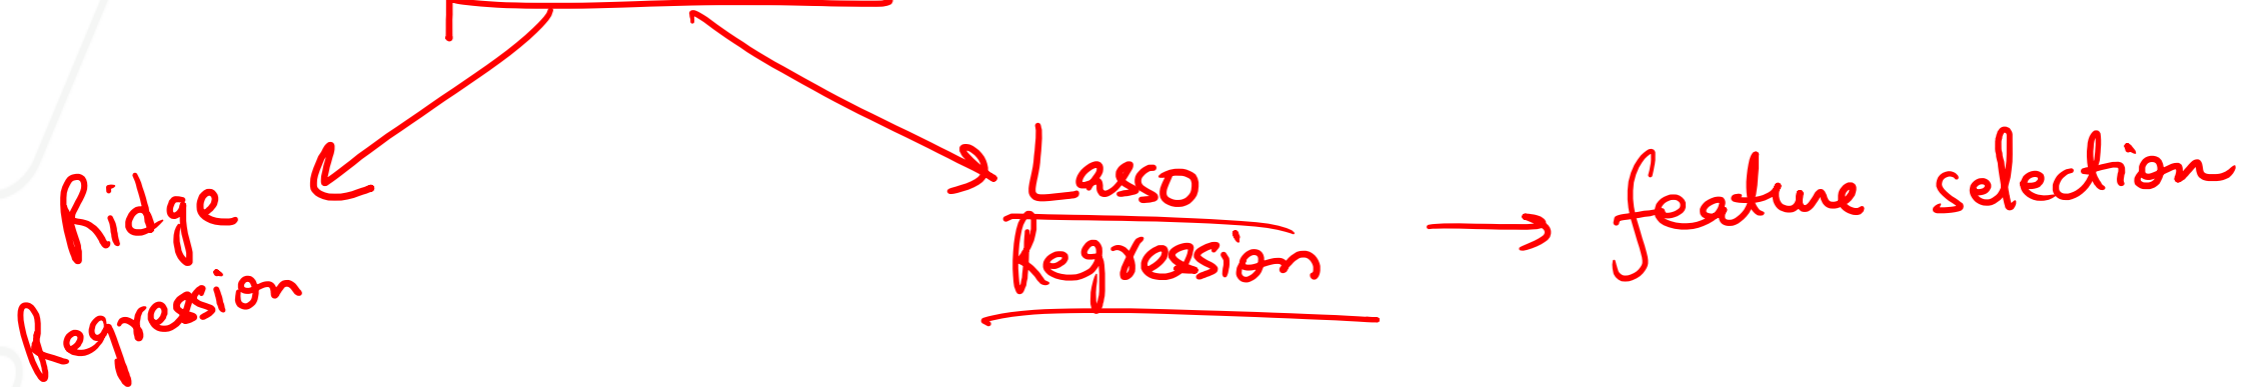 Ridge
Regression
Lasso
Regression
feature selection